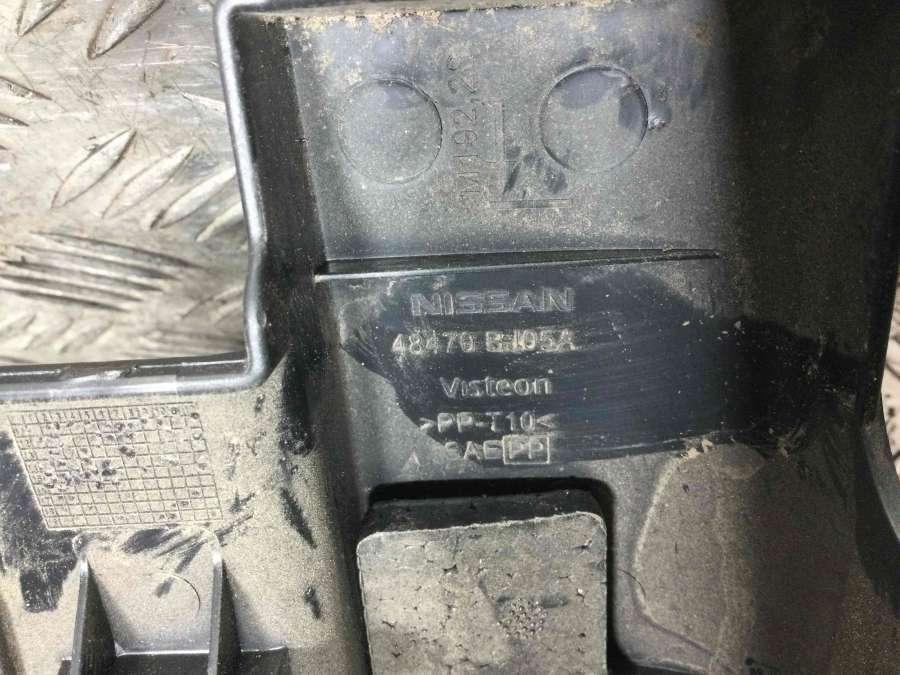 NISSAN
48470 BH05A
Visteon
>PP-T10<
SAE PP